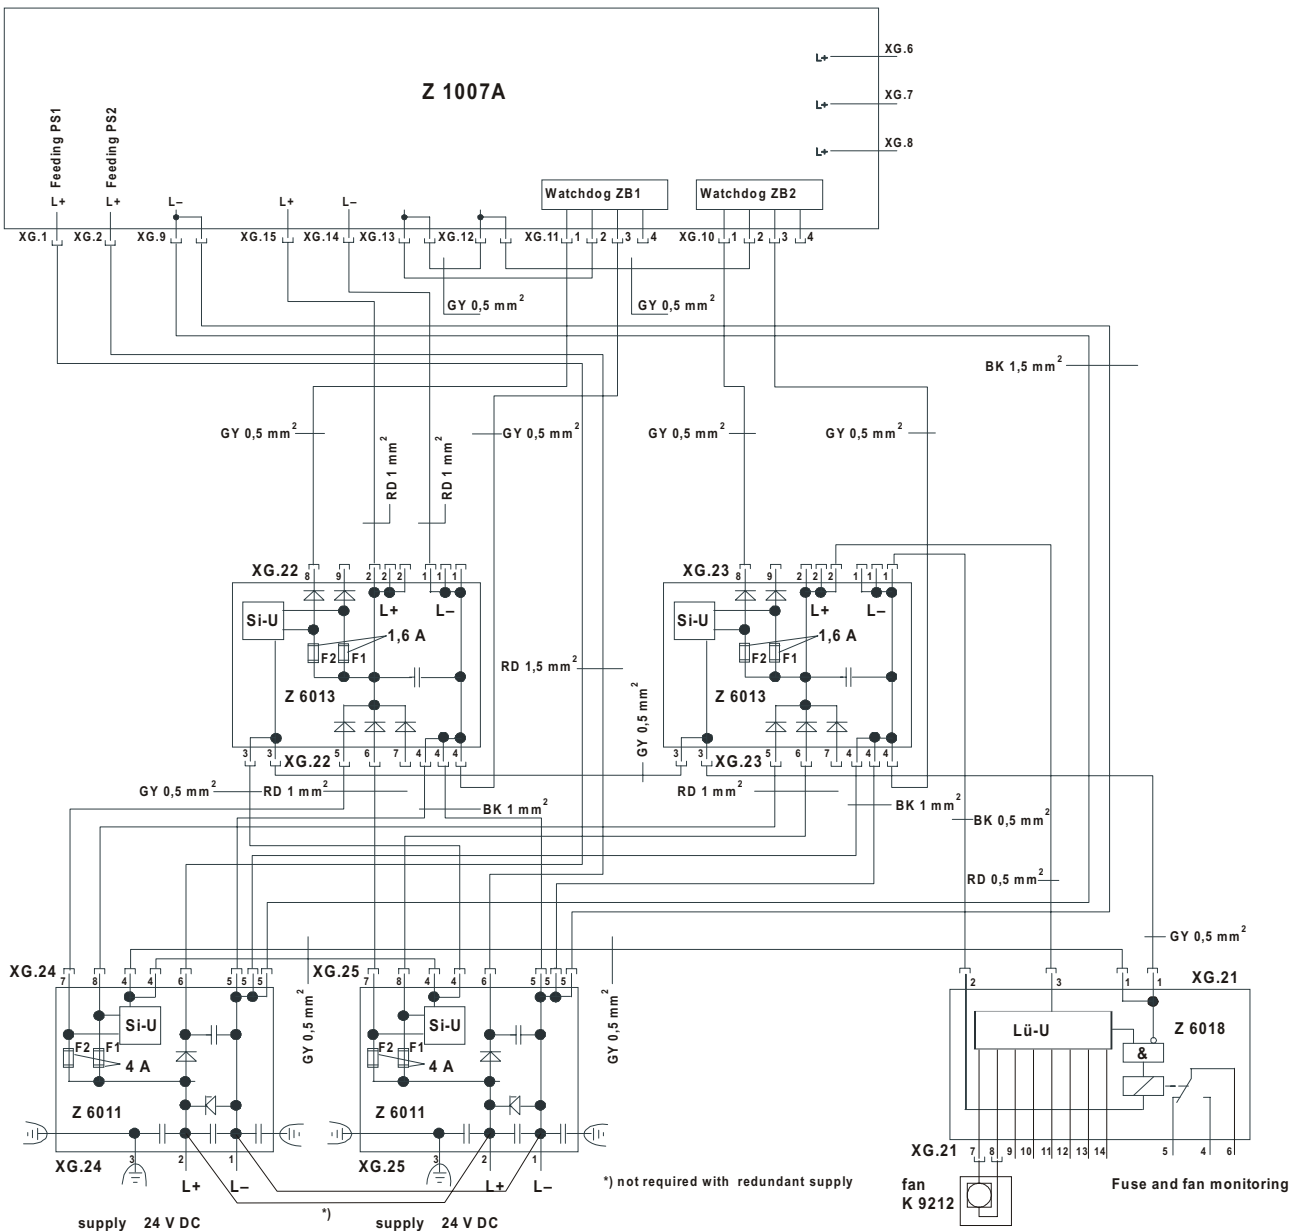 Z 1007A
L+ XG.6
L+ XG.7
L+ XG.8
Feeding PS1
Feeding PS2
L+ L+ L– L+ L–
Watchdog ZB1
Watchdog ZB2
XG.1 XG.2 XG.9 XG.15 XG.14 XG.13 XG.12 XG.11 1 2 3 4 XG.10 1 2 3 4
GY 0,5 mm²
GY 0,5 mm²
BK 1,5 mm²
GY 0,5 mm²
RD 1 mm²
RD 1 mm²
GY 0,5 mm²
GY 0,5 mm²
GY 0,5 mm²
XG.22 8 9 2 2 2 1 1 1
L+ L–
Si-U
1,6 A
F2 F1
Z 6013
3 3 XG.22 5 6 7 4 4 4
XG.23 8 9 2 2 2 1 1 1
L+ L–
Si-U
1,6 A
F2 F1
Z 6013
3 3 XG.23 5 6 7 4 4 4
RD 1,5 mm²
GY 0,5 mm²
GY 0,5 mm²
RD 1 mm²
BK 1 mm²
RD 1 mm²
BK 1 mm²
BK 0,5 mm²
RD 0,5 mm²
GY 0,5 mm²
XG.24 7 8 4 4 6 5 5 5
Si-U
F2 F1
4 A
Z 6011
XG.24 3 2 1
L+ L–
GY 0,5 mm²
XG.25 7 8 4 4 6 5 5 5
Si-U
F2 F1
4 A
Z 6011
XG.25 3 2 1
L+ L–
GY 0,5 mm²
2 3 1 1 XG.21
Lü-U
Z 6018
&
XG.21 7 8 9 10 11 12 13 14 5 4 6
fan
K 9212
Fuse and fan monitoring
*) not required with redundant supply
*)
supply 24 V DC
supply 24 V DC